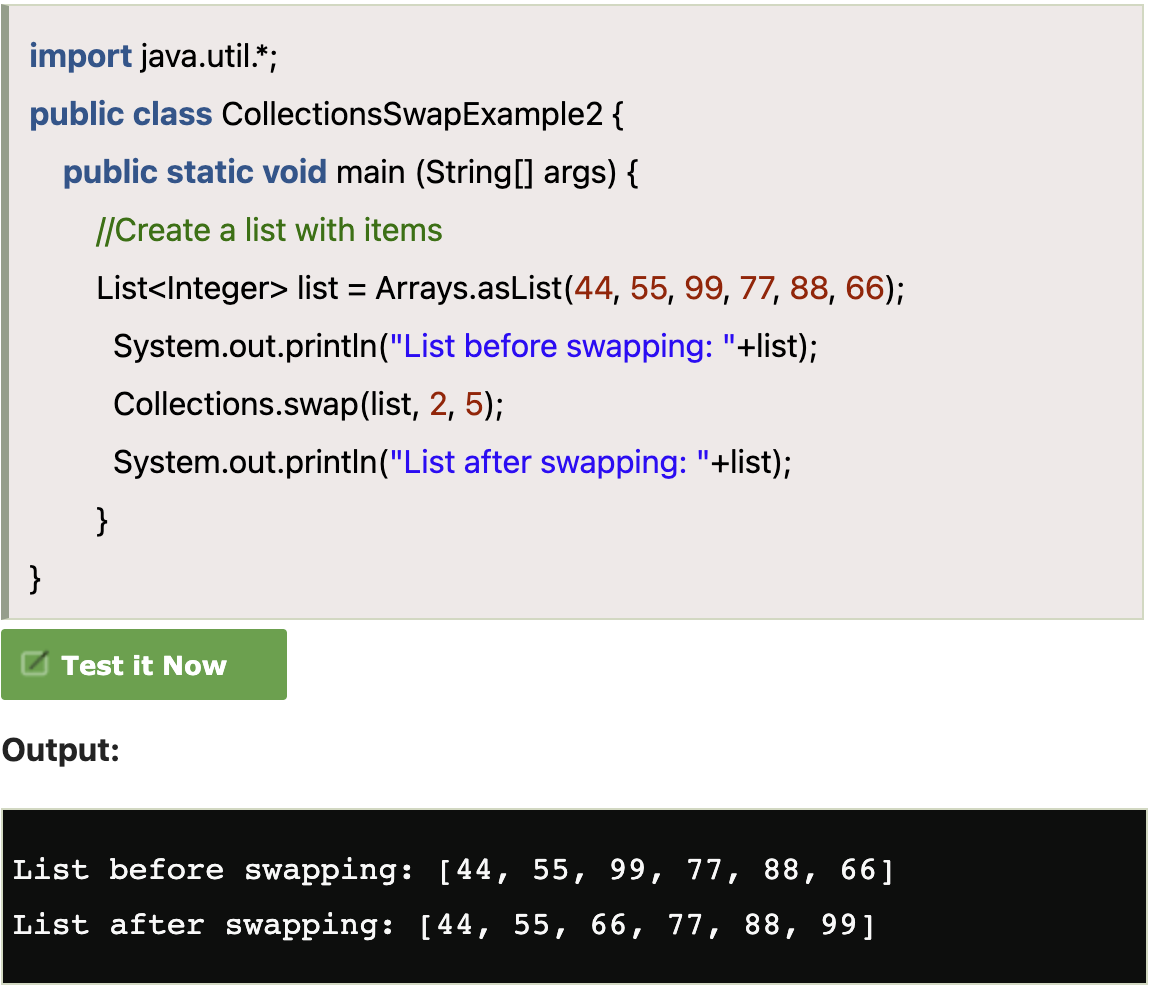 import java.util.*;
public class CollectionsSwapExample2 {
public static void main (String[] args) {
//Create a list with items
List<Integer> list = Arrays.asList(44, 55, 99, 77, 88, 66);
System.out.println("List before swapping: "+list);
Collections.swap(list, 2, 5);
System.out.println("List after swapping: "+list);
}
}
Test it Now
Output:
List before swapping: [44, 55, 99, 77, 88, 66]
List after swapping: [44, 55, 66, 77, 88, 99]